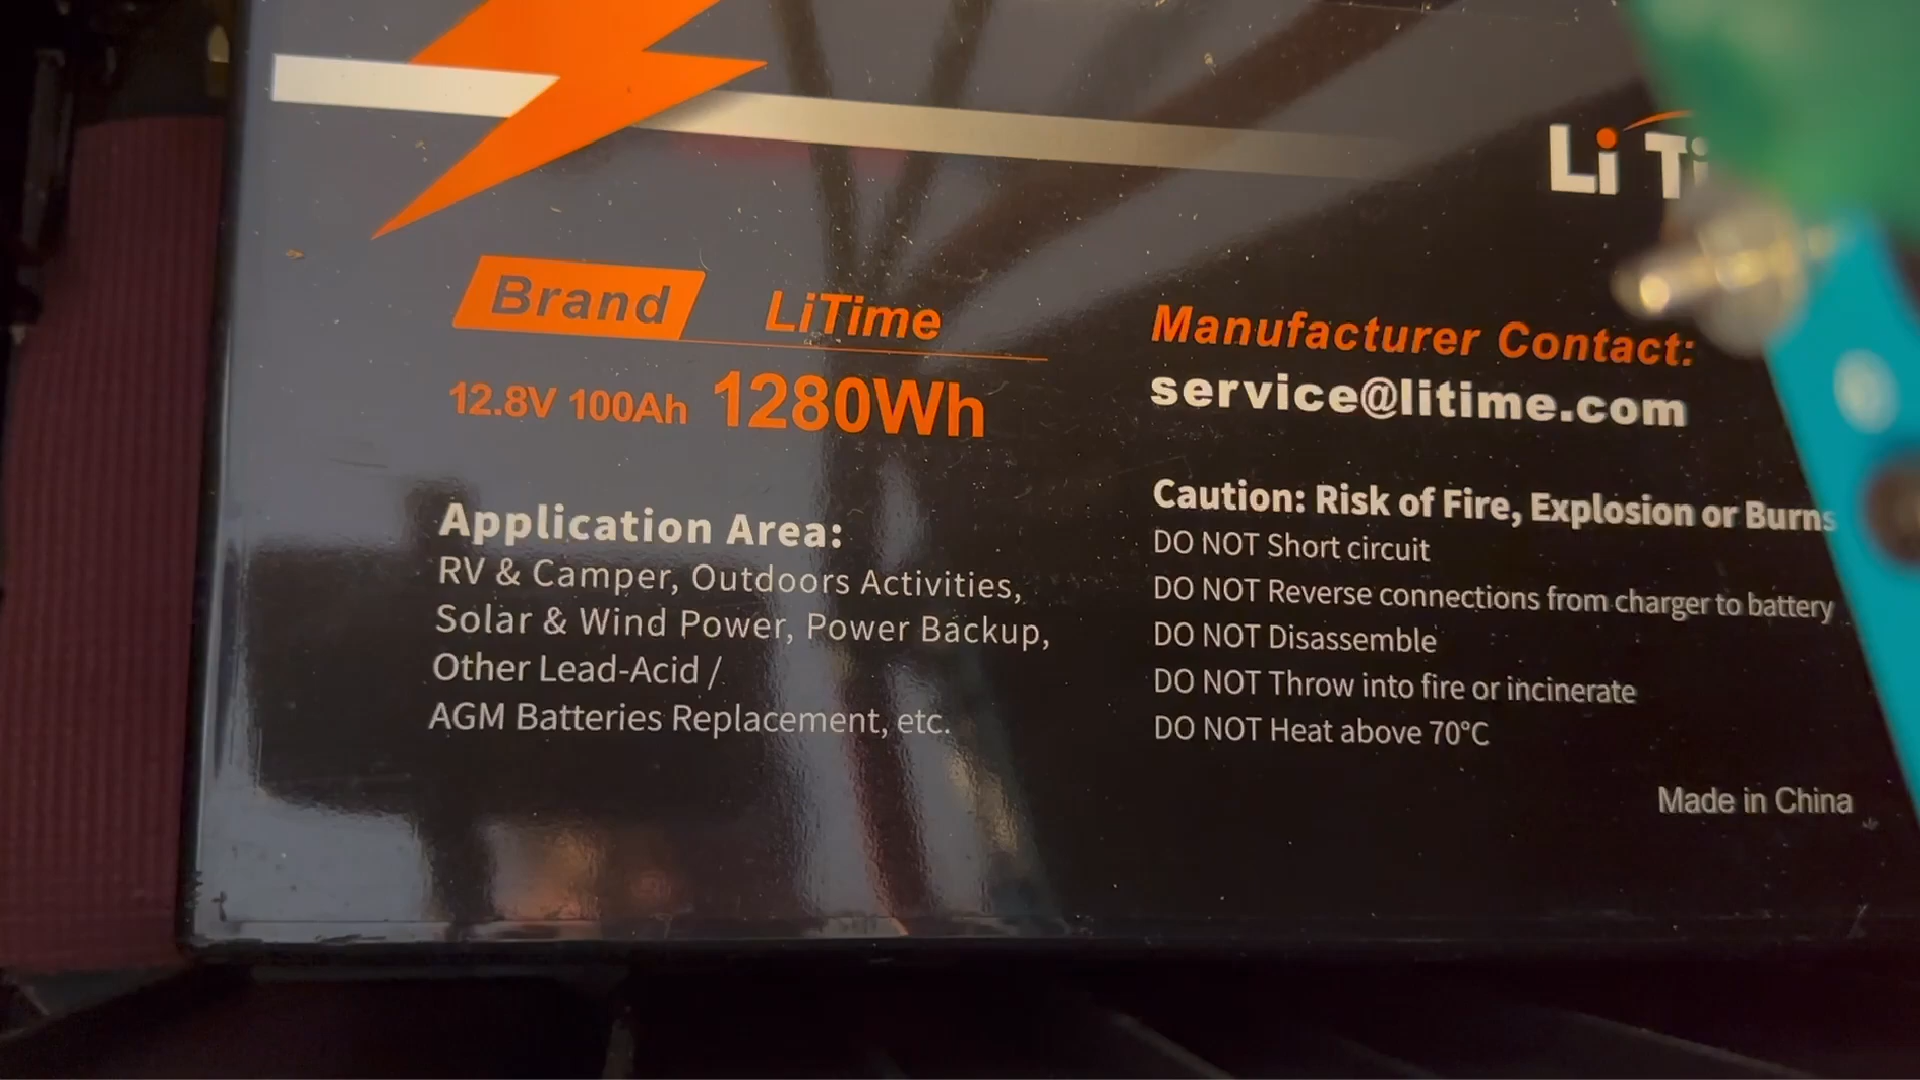 Li Ti
Brand LiTime
12.8V 100Ah 1280Wh
Application Area:
RV & Camper, Outdoors Activities,
Solar & Wind Power, Power Backup,
Other Lead-Acid /
AGM Batteries Replacement, etc.
Manufacturer Contact:
service@litime.com
Caution: Risk of Fire, Explosion or Burns
DO NOT Short circuit
DO NOT Reverse connections from charger to battery
DO NOT Disassemble
DO NOT Throw into fire or incinerate
DO NOT Heat above 70°C
Made in China